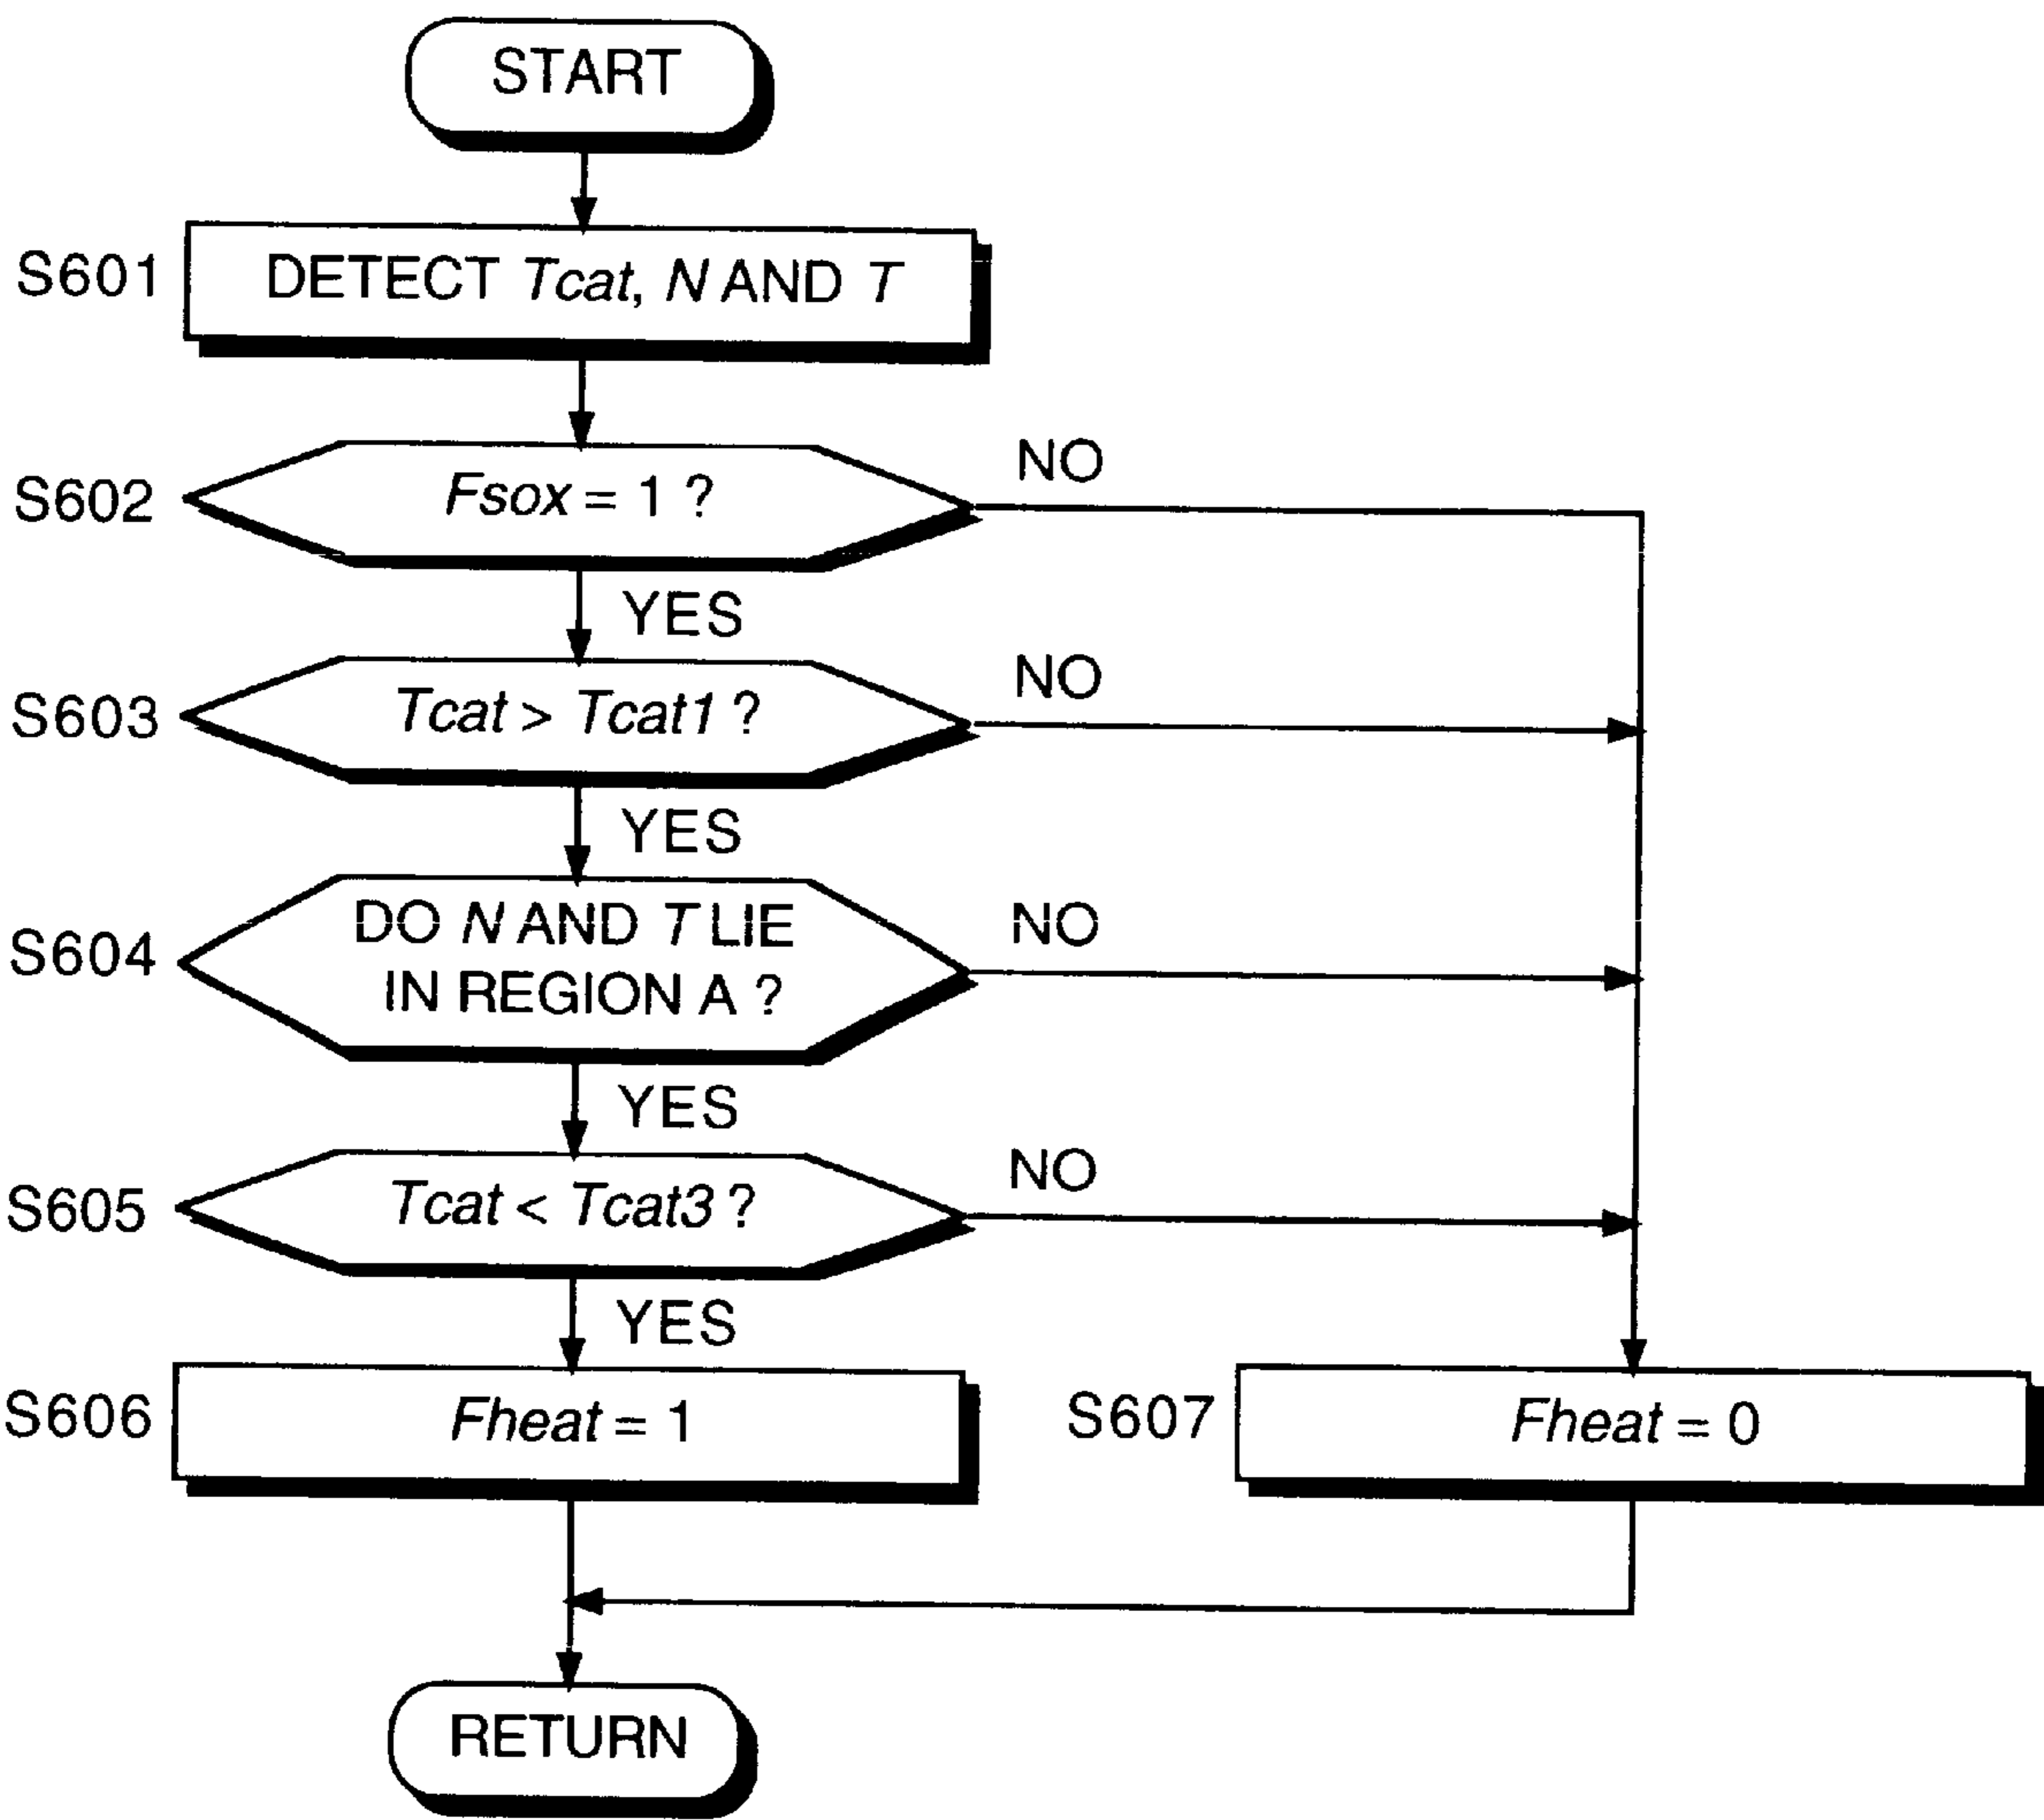 START
S601
DETECT Tcat, N AND T
S602
Fsox = 1 ?
NO
YES
S603
Tcat > Tcat1 ?
NO
YES
S604
DO N AND T LIE
IN REGION A ?
NO
YES
S605
Tcat < Tcat3 ?
NO
YES
S606
Fheat = 1
S607
Fheat = 0
RETURN